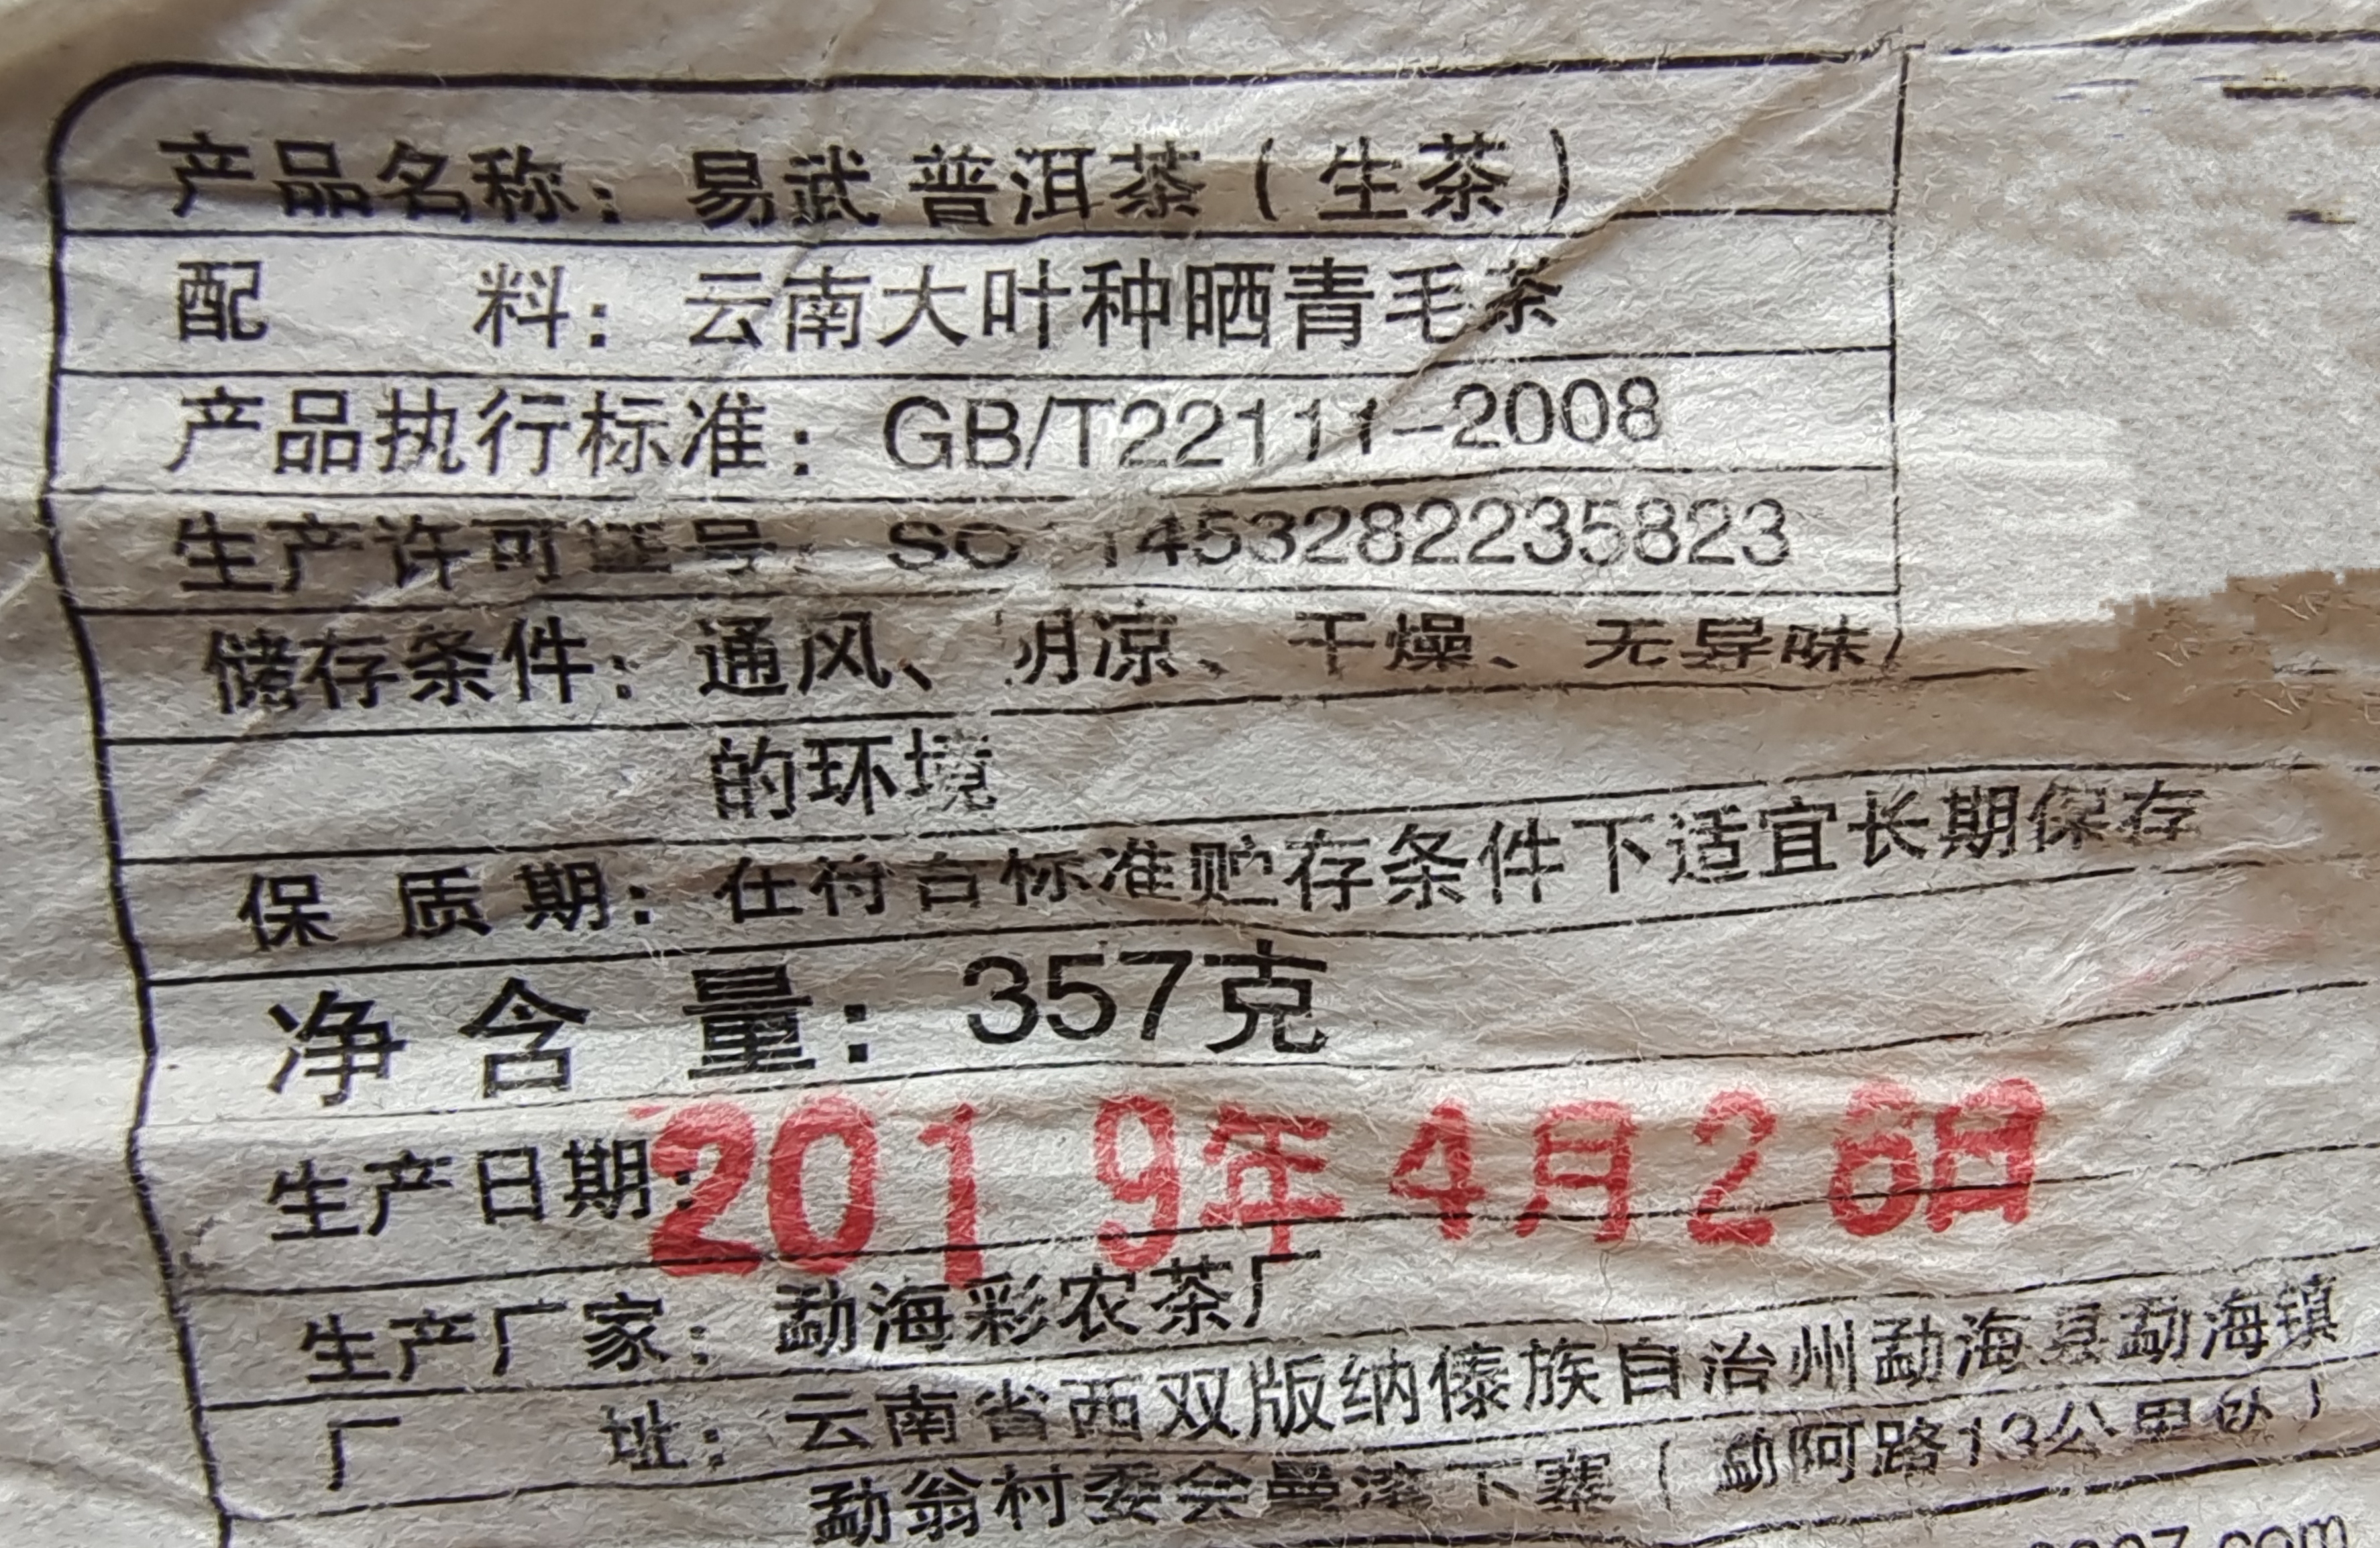 产品名称：易武 普洱茶（生茶）
配 料：云南大叶种晒青毛茶
产品执行标准：GB/T22111-2008
生产许可证号：SC 14532822235823
储存条件：通风、阴凉、干燥、无异味
的环境
保 质 期：在符合标准贮存条件下适宜长期保存
净 含 量：357克
生产日期：2019年4月26日
生产厂家：勐海彩农茶厂
厂 址：云南省西双版纳傣族自治州勐海县勐海镇
勐翁村委会曼滚下寨（勐阿路13公里处）
.com